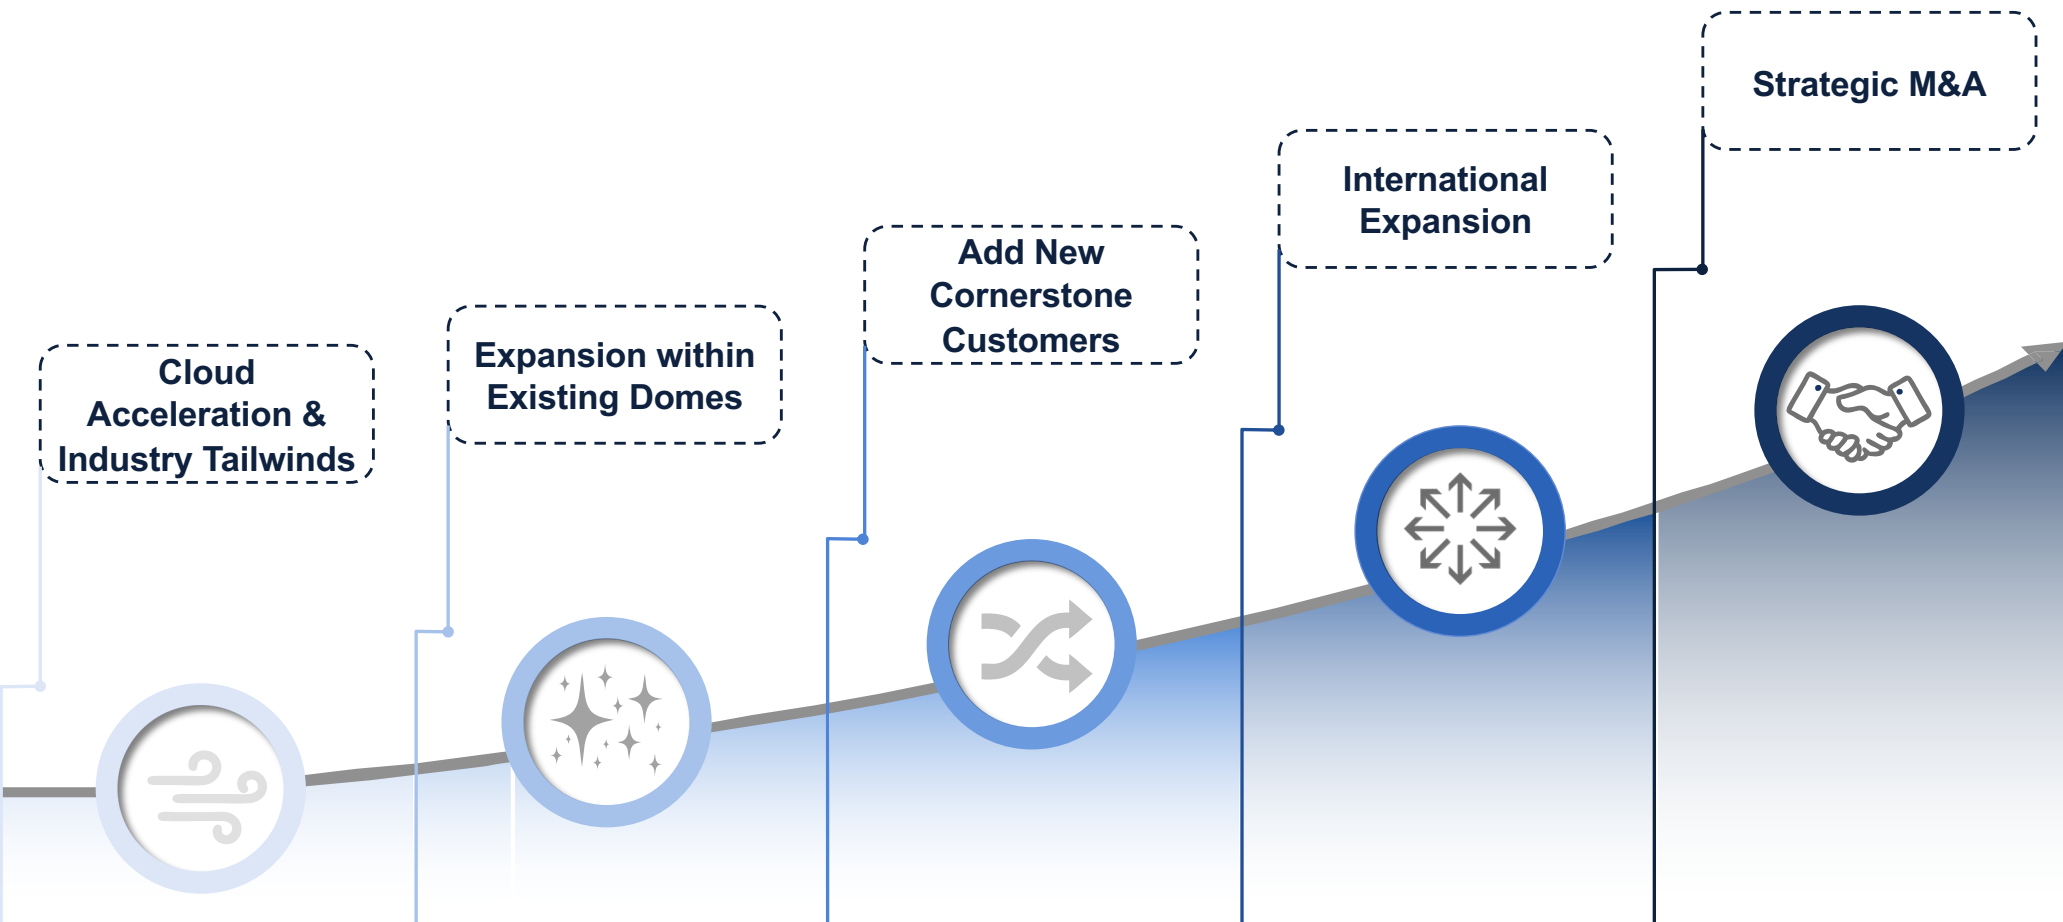 Cloud
Acceleration &
Industry Tailwinds
Expansion within
Existing Domes
Add New
Cornerstone
Customers
International
Expansion
Strategic M&A